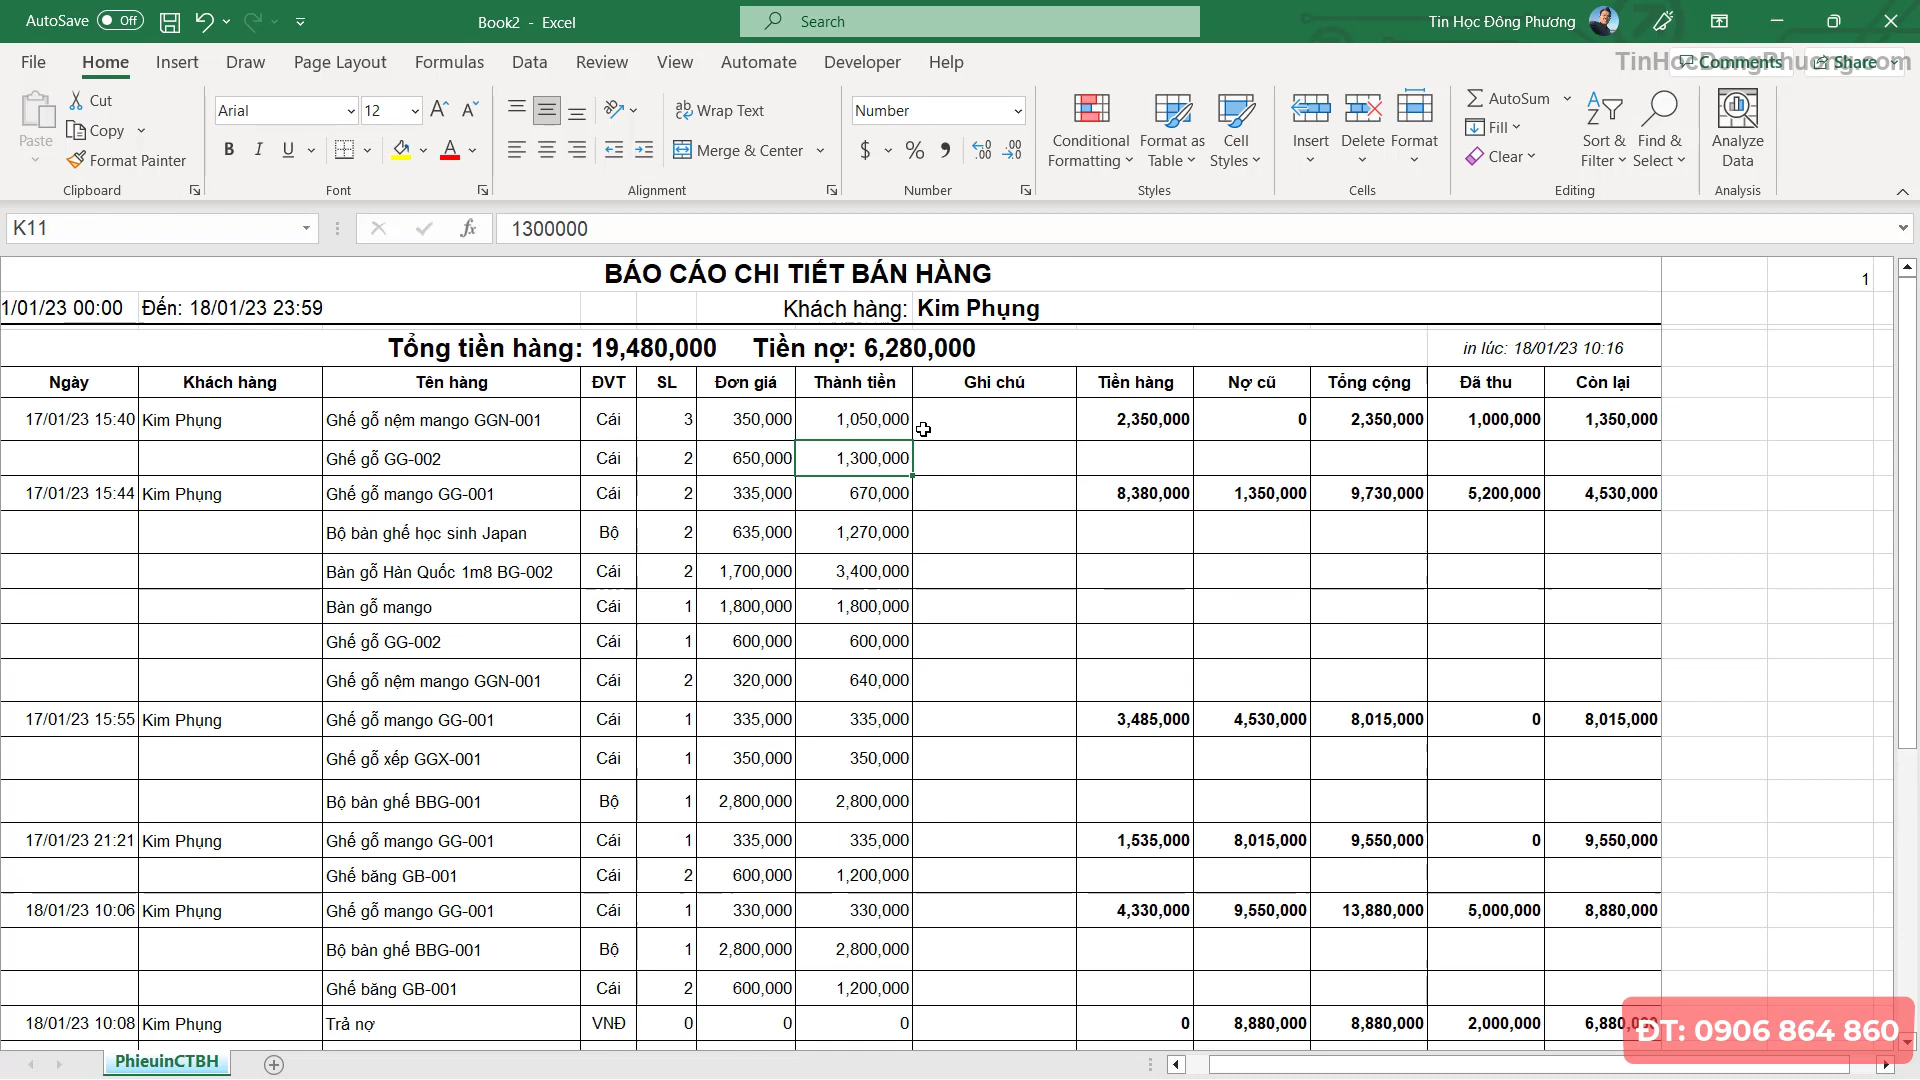 AutoSave Off Book2 - Excel Search Tin Học Đông Phương
File Home Insert Draw Page Layout Formulas Data Review View Automate Developer Help Comments Share
TinHocDongPhuong.com
Paste Cut Copy Format Painter Clipboard
Arial 12 B I U A Font
ab Wrap Text Merge & Center Alignment
Number $ % Number
Conditional Formatting Format as Table Cell Styles Styles
Insert Delete Format Cells
AutoSum Fill Clear Sort & Filter Find & Select Editing
Analyze Data Analysis
K11 fx 1300000
BÁO CÁO CHI TIẾT BÁN HÀNG 1
1/01/23 00:00 Đến: 18/01/23 23:59 Khách hàng: Kim Phụng
Tổng tiền hàng: 19,480,000 Tiền nợ: 6,280,000 in lúc: 18/01/23 10:16
Ngày Khách hàng Tên hàng ĐVT SL Đơn giá Thành tiền Ghi chú Tiền hàng Nợ cũ Tổng cộng Đã thu Còn lại
17/01/23 15:40 Kim Phụng Ghế gỗ nệm mango GGN-001 Cái 3 350,000 1,050,000 2,350,000 0 2,350,000 1,000,000 1,350,000
Ghế gỗ GG-002 Cái 2 650,000 1,300,000
17/01/23 15:44 Kim Phụng Ghế gỗ mango GG-001 Cái 2 335,000 670,000 8,380,000 1,350,000 9,730,000 5,200,000 4,530,000
Bộ bàn ghế học sinh Japan Bộ 2 635,000 1,270,000
Bàn gỗ Hàn Quốc 1m8 BG-002 Cái 2 1,700,000 3,400,000
Bàn gỗ mango Cái 1 1,800,000 1,800,000
Ghế gỗ GG-002 Cái 1 600,000 600,000
Ghế gỗ nệm mango GGN-001 Cái 2 320,000 640,000
17/01/23 15:55 Kim Phụng Ghế gỗ mango GG-001 Cái 1 335,000 335,000 3,485,000 4,530,000 8,015,000 0 8,015,000
Ghế gỗ xếp GGX-001 Cái 1 350,000 350,000
Bộ bàn ghế BBG-001 Bộ 1 2,800,000 2,800,000
17/01/23 21:21 Kim Phụng Ghế gỗ mango GG-001 Cái 1 335,000 335,000 1,535,000 8,015,000 9,550,000 0 9,550,000
Ghế băng GB-001 Cái 2 600,000 1,200,000
18/01/23 10:06 Kim Phụng Ghế gỗ mango GG-001 Cái 1 330,000 330,000 4,330,000 9,550,000 13,880,000 5,000,000 8,880,000
Bộ bàn ghế BBG-001 Bộ 1 2,800,000 2,800,000
Ghế băng GB-001 Cái 2 600,000 1,200,000
18/01/23 10:08 Kim Phụng Trả nợ VNĐ 0 0 0 0 8,880,000 8,880,000 2,000,000 6,880,000
ĐT: 0906 864 860
PhieuinCTBH